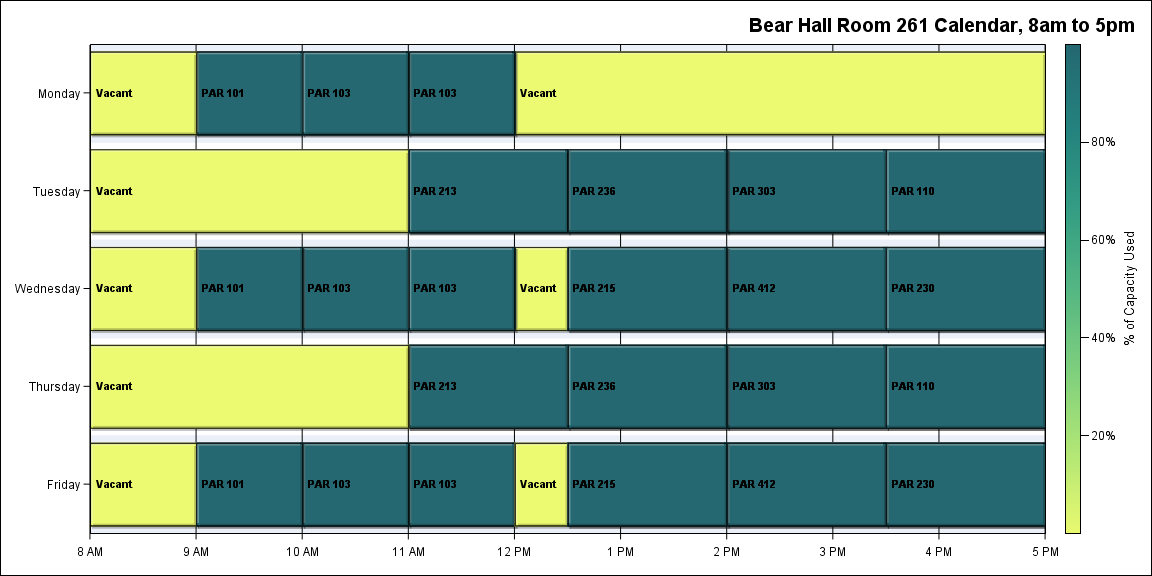 Bear Hall Room 261 Calendar, 8am to 5pm
Monday
Vacant
PAR 101
PAR 103
PAR 103
Vacant
Tuesday
Vacant
PAR 213
PAR 236
PAR 303
PAR 110
Wednesday
Vacant
PAR 101
PAR 103
PAR 103
Vacant
PAR 215
PAR 412
PAR 230
Thursday
Vacant
PAR 213
PAR 236
PAR 303
PAR 110
Friday
Vacant
PAR 101
PAR 103
PAR 103
Vacant
PAR 215
PAR 412
PAR 230
8 AM
9 AM
10 AM
11 AM
12 PM
1 PM
2 PM
3 PM
4 PM
5 PM
80%
60%
40%
20%
% of Capacity Used